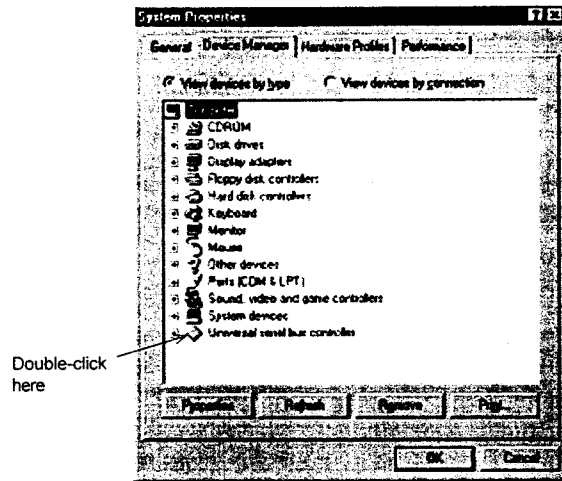 System Properties
General Device Manager Hardware Profiles Performance
View devices by type View devices by connection
Computer
CDROM
Disk drives
Display adapters
Floppy disk controllers
Hard disk controllers
Keyboard
Monitor
Mouse
Other devices
Ports (COM & LPT)
Sound, video and game controllers
System devices
Universal serial bus controller
Double-click
here
Properties Refresh Remove Print...
OK Cancel